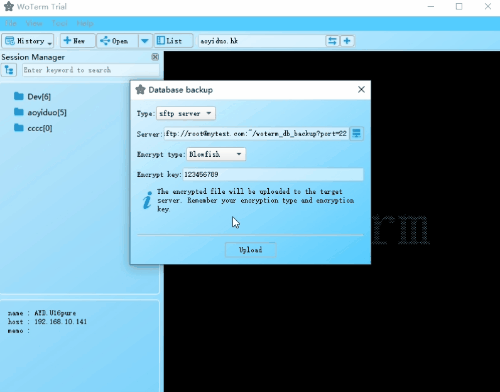 WoTerm Trial
History
New
Open
List
aoyiduo.hk
Session Manager
Enter keyword to search
Dev[6]
aoyiduo[5]
cccc[0]
Database backup
Type: sftp server
Server: sftp://root@mytest.com:~/woterm_db_backup?port=22
Encrypt type: Blowfish
Encrypt key: 123456789
The encrypted file will be uploaded to the target
server. Remember your encryption type and encryption
key.
Upload
rm
name : AYD.U16pure
host : 192.168.10.141
memo :